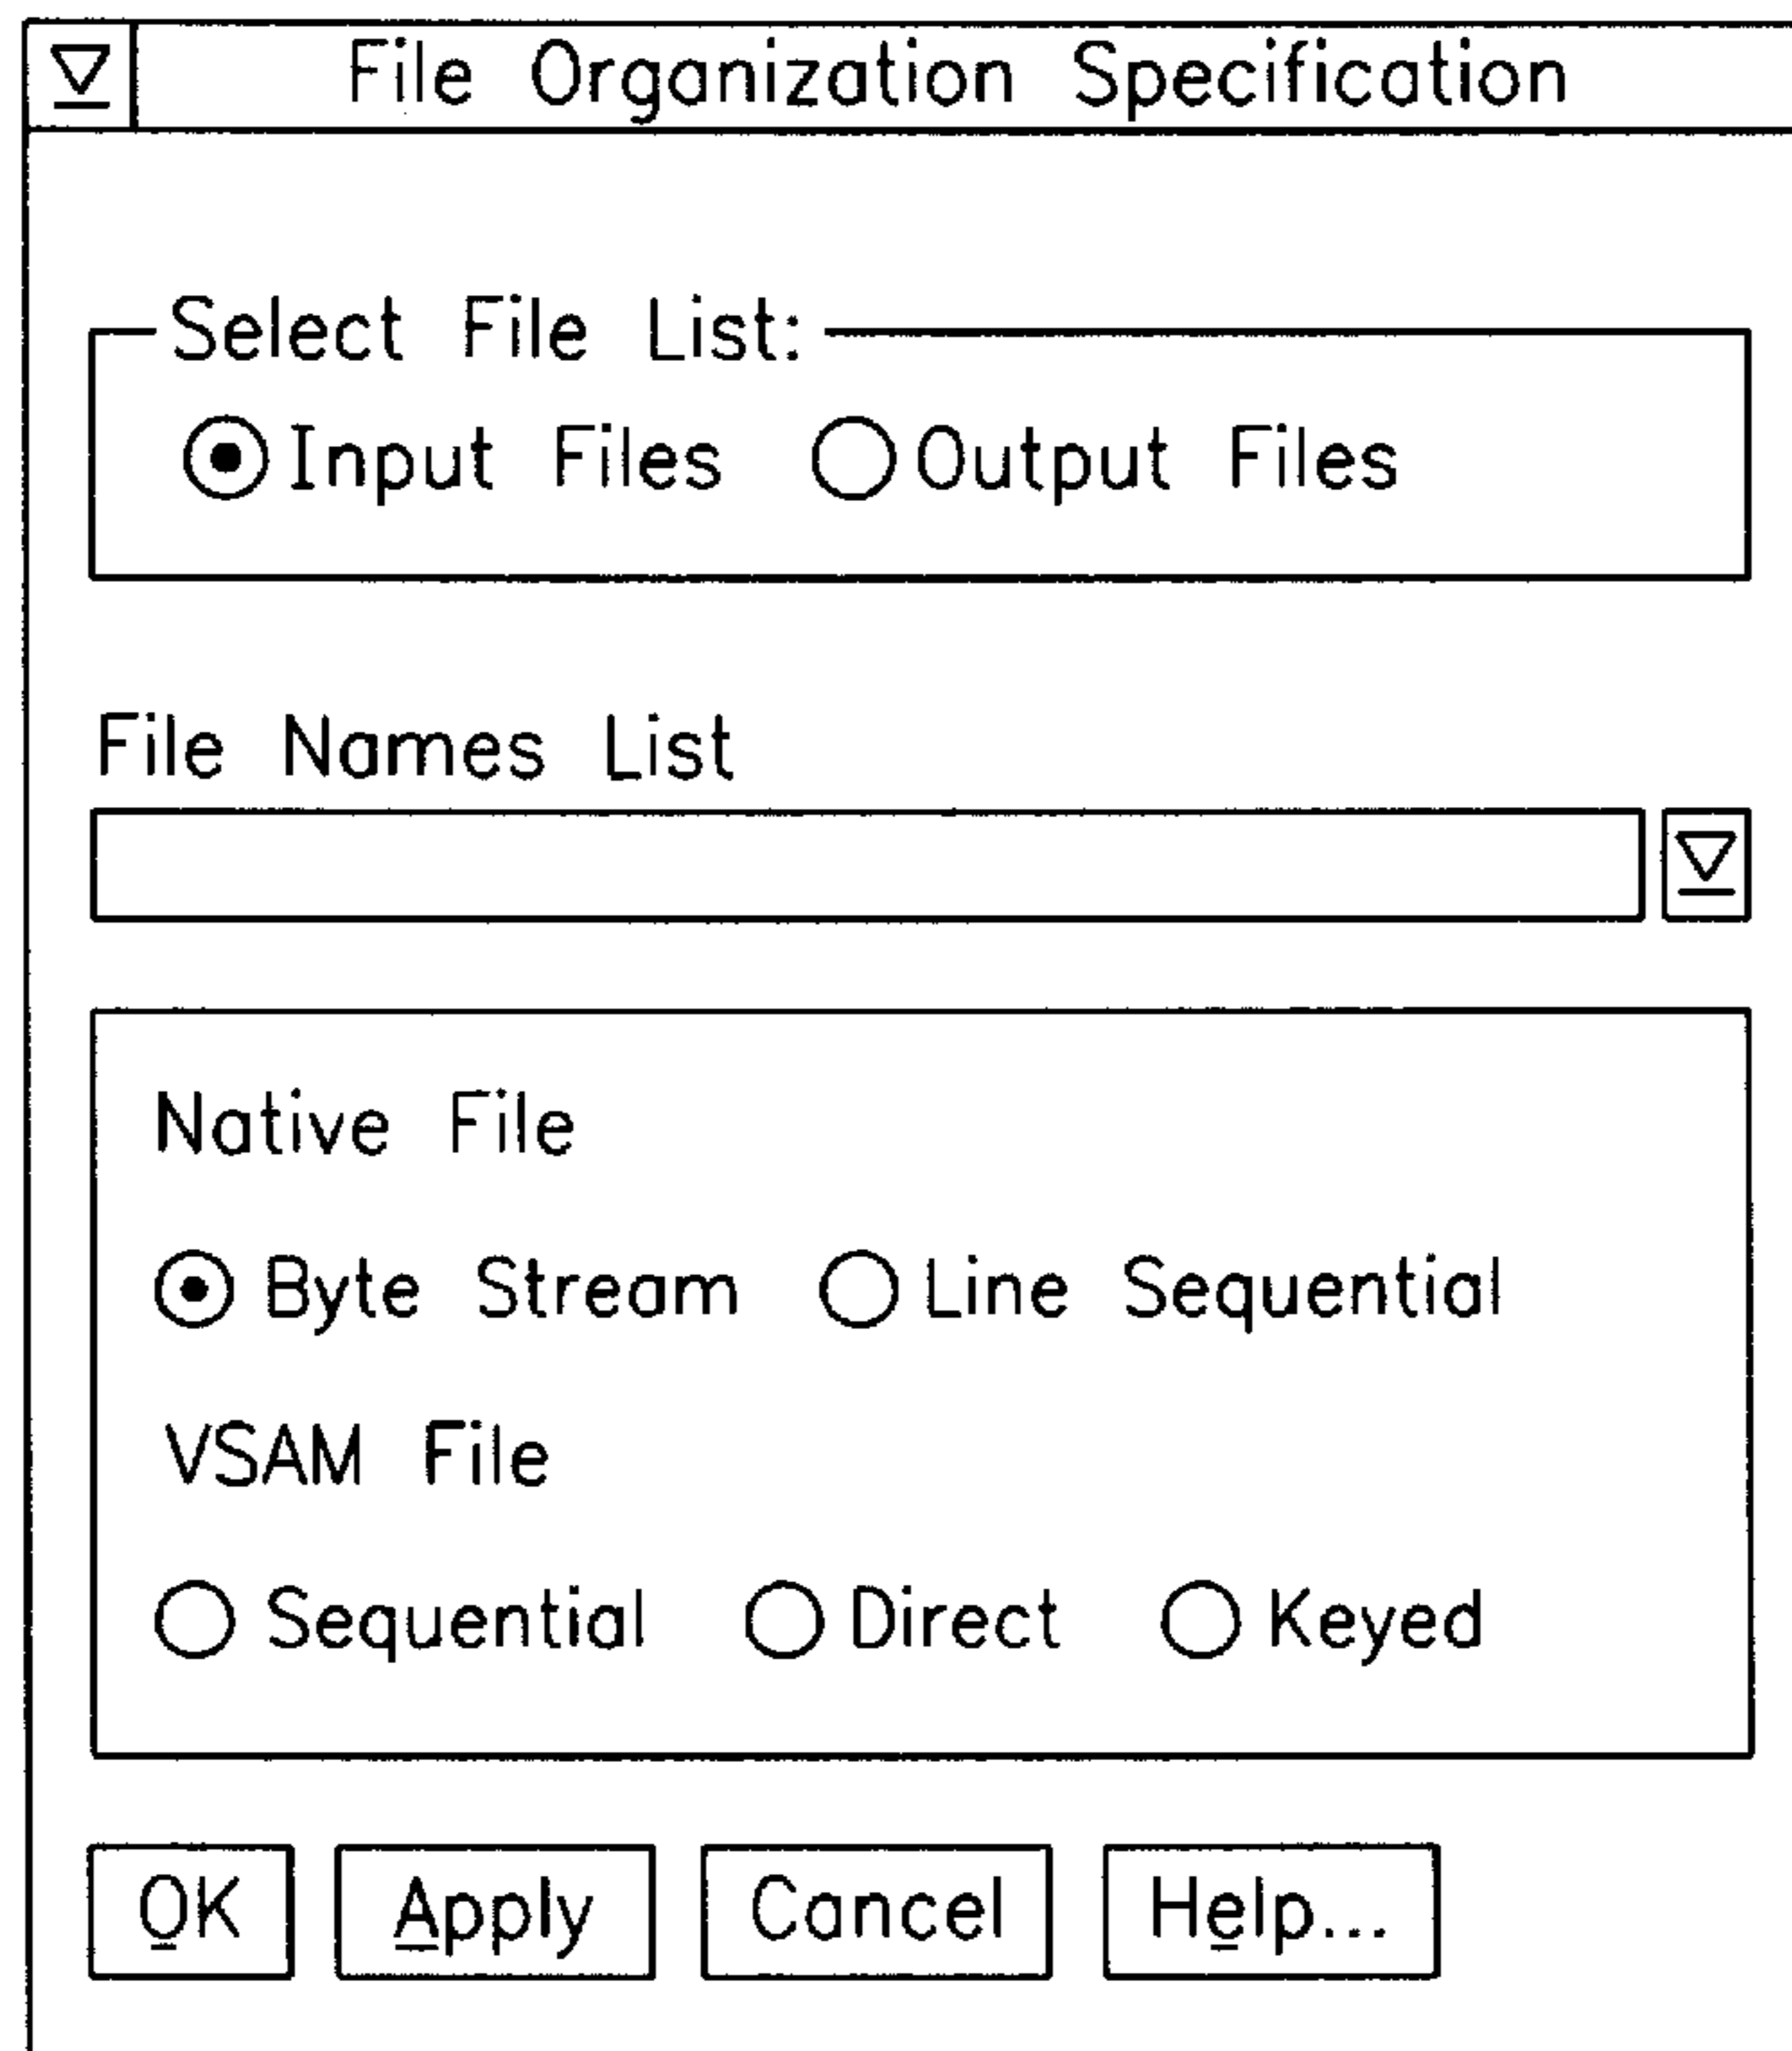 File Organization Specification
Select File List:
Input Files Output Files
File Names List
Native File
Byte Stream Line Sequential
VSAM File
Sequential Direct Keyed
OK Apply Cancel Help...